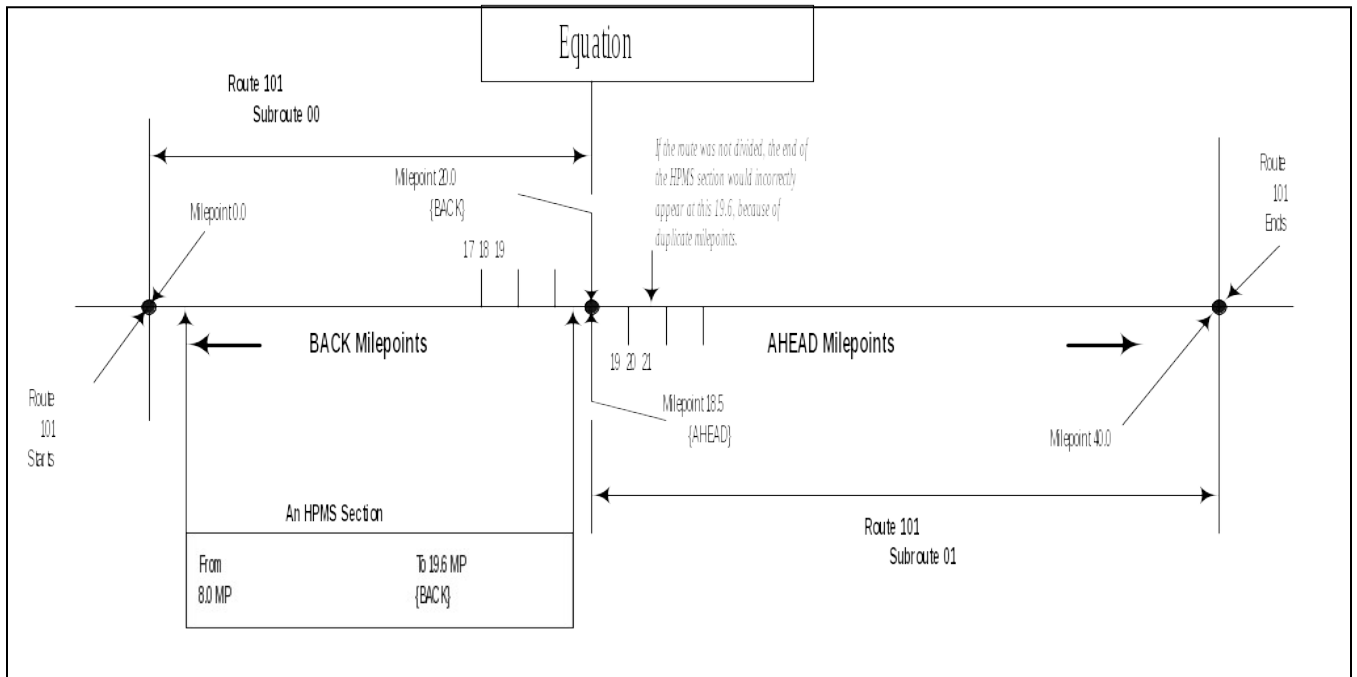 Equation
Route 101
Subroute 00
If the route was not divided, the end of
the HPMS section would incorrectly
appear at this 19.6, because of
duplicate milepoints.
Milepoint 20.0
{BACK}
Milepoint 0.0
17 18 19
Route
101
Ends
BACK Milepoints
AHEAD Milepoints
19 20 21
Milepoint 18.5
{AHEAD}
Milepoint 40.0
Route
101
Starts
An HPMS Section
From
8.0 MP
To 19.6 MP
{BACK}
Route 101
Subroute 01